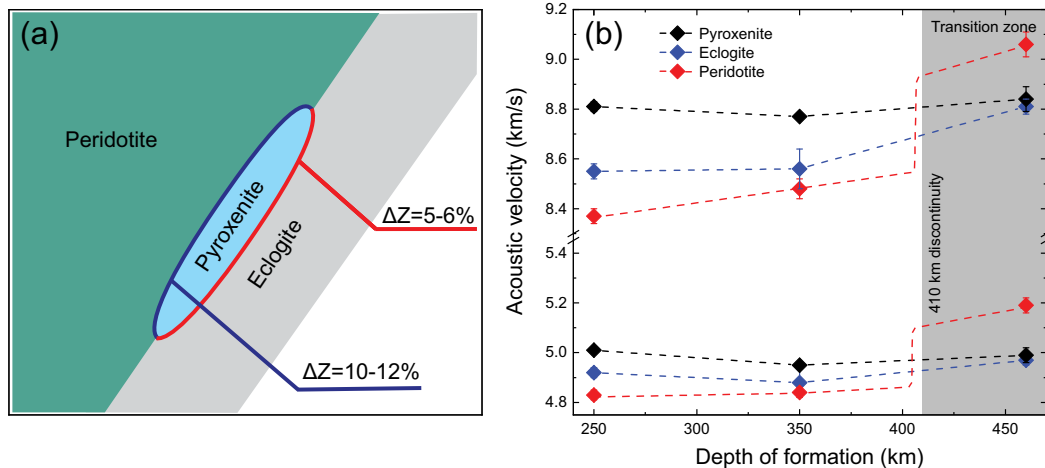 (a)
Peridotite
Pyroxenite
Eclogite
ΔZ=5-6%
ΔZ=10-12%
(b)
Pyroxenite
Eclogite
Peridotite
Transition zone
410 km discontinuity
Acoustic velocity (km/s)
9.2
9.0
8.8
8.6
8.4
5.4
5.2
5.0
4.8
250
300
350
400
450
Depth of formation (km)